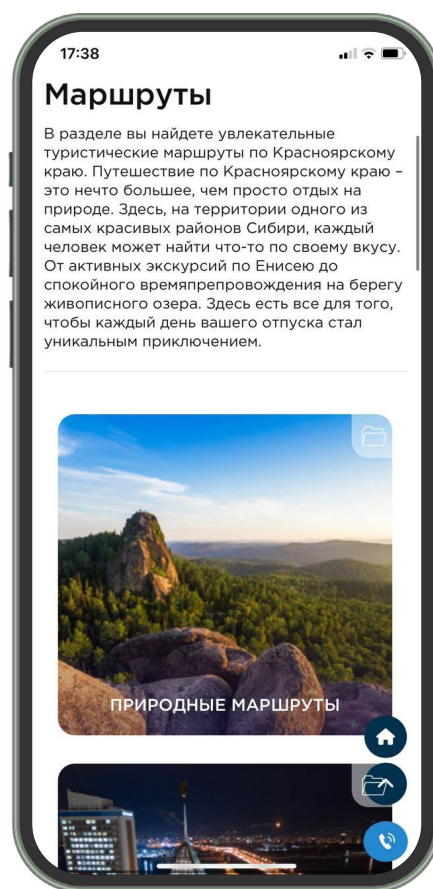 17:38
Маршруты
В разделе вы найдете увлекательные
туристические маршруты по Красноярскому
краю. Путешествие по Красноярскому краю –
это нечто большее, чем просто отдых на
природе. Здесь, на территории одного из
самых красивых районов Сибири, каждый
человек может найти что-то по своему вкусу.
От активных экскурсий по Енисею до
спокойного времяпрепровождения на берегу
живописного озера. Здесь есть все для того,
чтобы каждый день вашего отпуска стал
уникальным приключением.
ПРИРОДНЫЕ МАРШРУТЫ